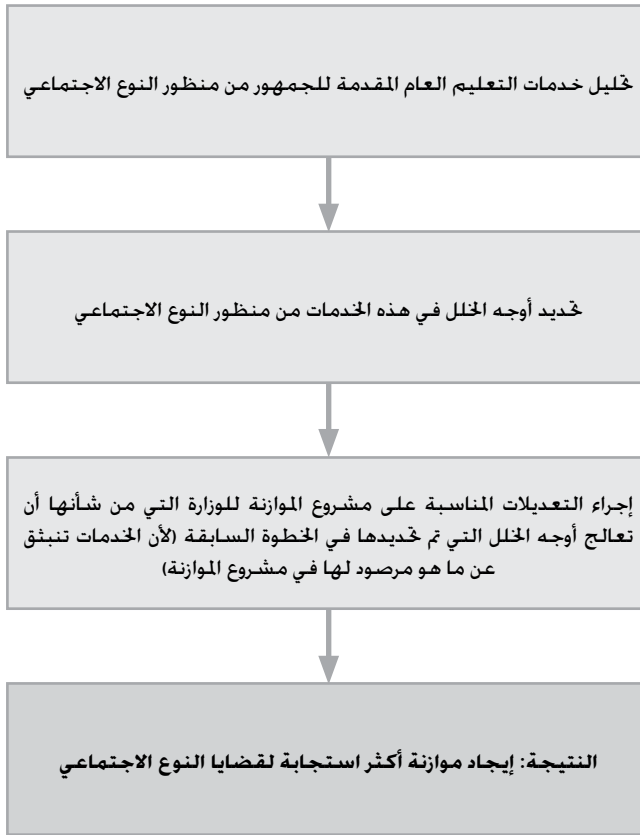 تحليل خدمات التعليم العام المقدمة للجمهور من منظور النوع الاجتماعي
تحديد أوجه الخلل في هذه الخدمات من منظور النوع الاجتماعي
إجراء التعديلات المناسبة على مشروع الموازنة للوزارة التي من شأنها أن
تعالج أوجه الخلل التي تم تحديدها في الخطوة السابقة (لأن الخدمات تنبثق
عن ما هو مرصود لها في مشروع الموازنة)
النتيجة: إيجاد موازنة أكثر استجابة لقضايا النوع الاجتماعي